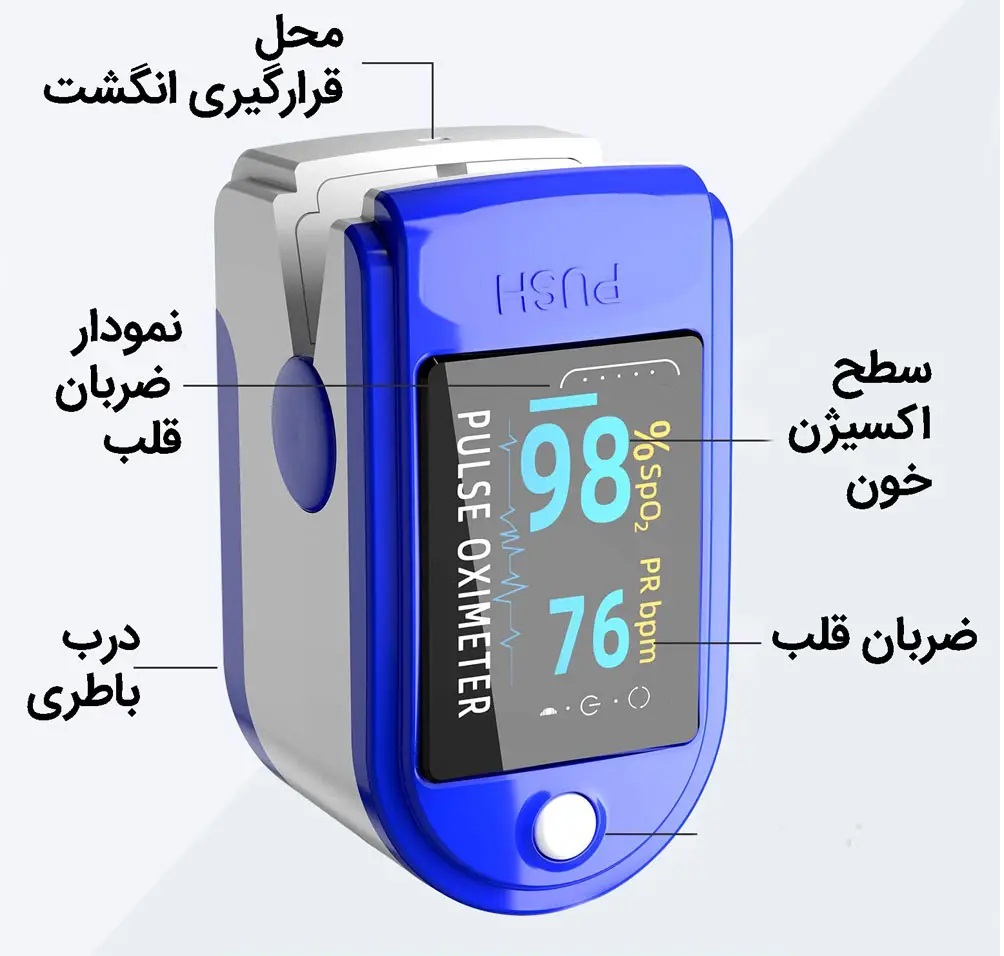 محل
قرارگیری انگشت
PUSH
نمودار
ضربان
قلب
سطح
اکسیژن
خون
PULSE OXIMETER
98
%SpO₂
76
PR bpm
درب
باطری
ضربان قلب